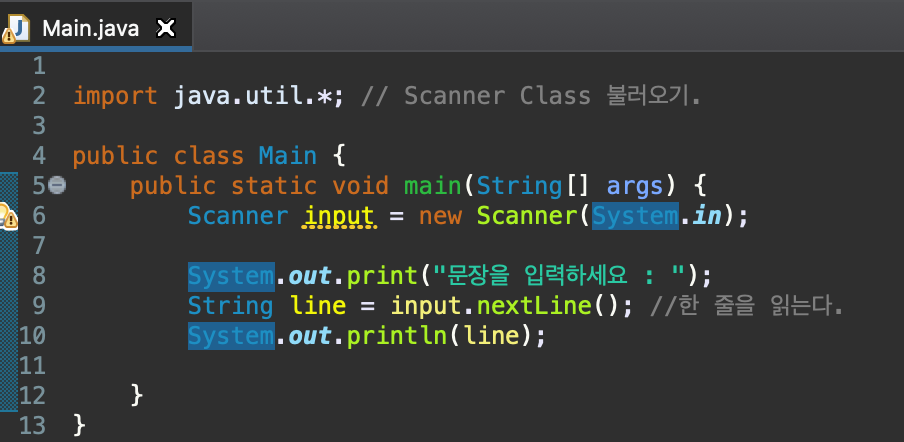 Main.java
1
2 import java.util.*; // Scanner Class 불러오기.
3
4 public class Main {
5 public static void main(String[] args) {
6 Scanner input = new Scanner(System.in);
7
8 System.out.print("문장을 입력하세요 : ");
9 String line = input.nextLine(); //한 줄을 읽는다.
10 System.out.println(line);
11
12 }
13 }